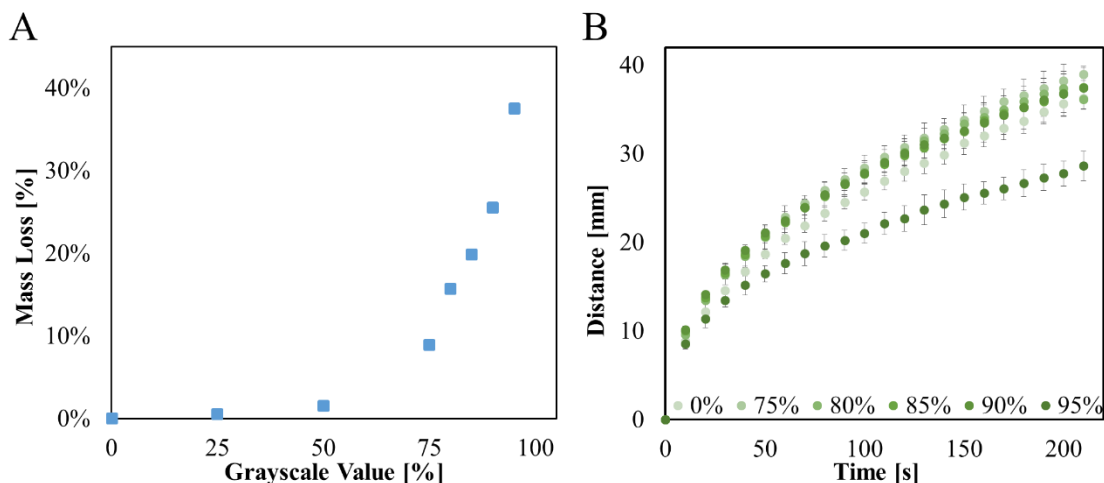 A
Mass Loss [%]
40%
30%
20%
10%
0%
0 25 50 75 100
Grayscale Value [%]
B
Distance [mm]
40
30
20
10
0
0% 75% 80% 85% 90% 95%
0 50 100 150 200
Time [s]